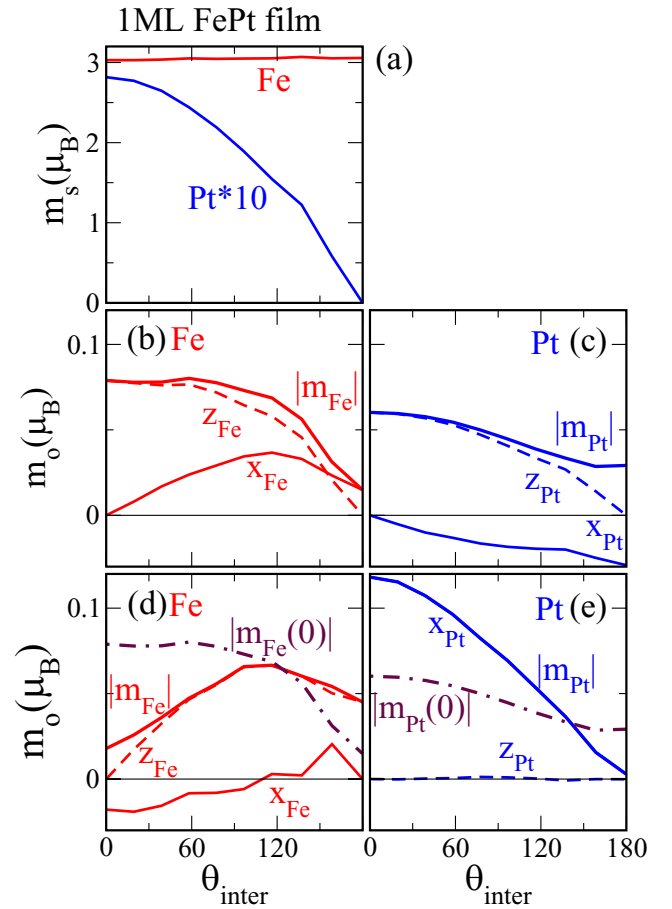 1ML FePt film
(a)
3
2
1
0
m_s(μ_B)
Fe
Pt*10
(b) Fe
Pt (c)
0.1
0
m_o(μ_B)
|m_Fe|
z_Fe
x_Fe
|m_Pt|
z_Pt
x_Pt
(d) Fe
Pt (e)
0.1
0
m_o(μ_B)
|m_Fe(0)|
|m_Fe|
z_Fe
x_Fe
x_Pt
|m_Pt|
|m_Pt(0)|
z_Pt
0 60 120
0 60 120 180
θ_inter
θ_inter